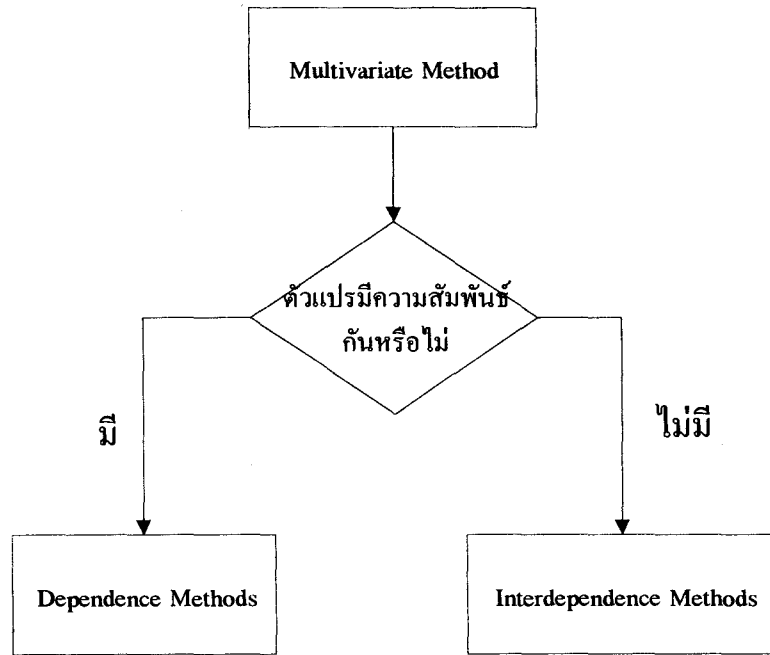 Multivariate Method
ตัวแปรมีความสัมพันธ์
กันหรือไม่
มี
ไม่มี
Dependence Methods
Interdependence Methods